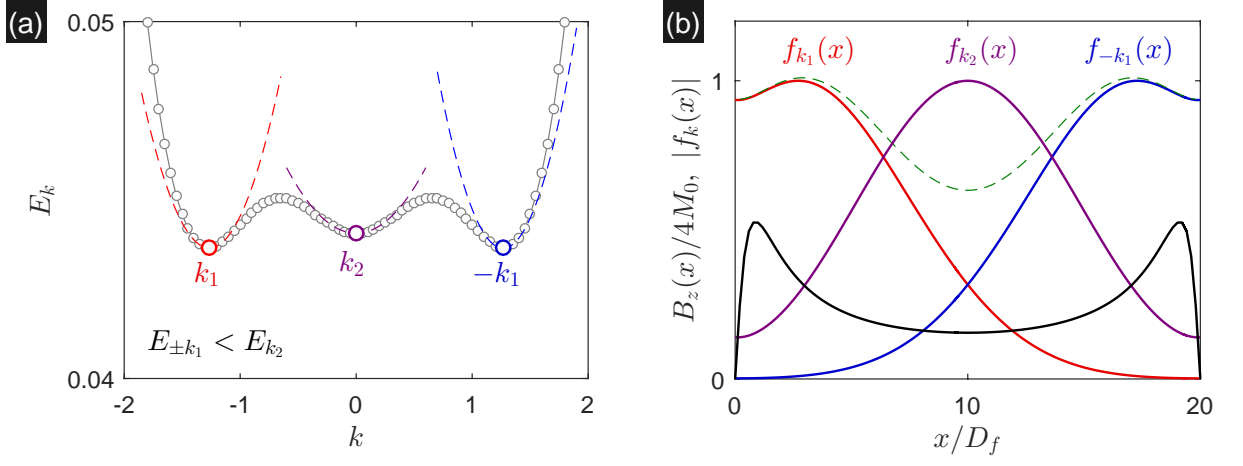 (a)
0.05
E_k
k_1
k_2
-k_1
E_{±k_1} < E_{k_2}
0.04
-2 -1 0 1 2
k
(b)
f_{k_1}(x) f_{k_2}(x) f_{-k_1}(x)
1
B_z(x)/4M_0, |f_k(x)|
0
0 10 20
x/D_f